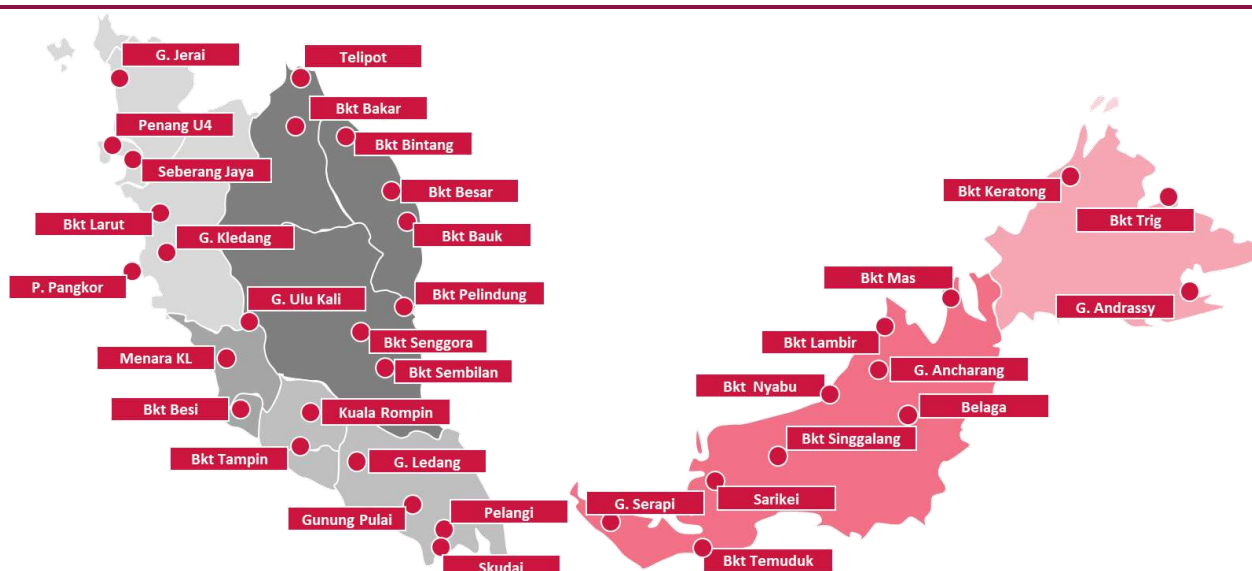 G. Jerai
Telipot
Bkt Bakar
Penang U4
Bkt Bintang
Seberang Jaya
Bkt Besar
Bkt Larut
Bkt Bauk
G. Kledang
P. Pangkor
G. Ulu Kali
Bkt Pelindung
Menara KL
Bkt Senggora
Bkt Sembilan
Bkt Besi
Kuala Rompin
Bkt Tampin
G. Ledang
Gunung Pulai
Pelangi
Skudai
Bkt Keratong
Bkt Trig
Bkt Mas
G. Andrassy
Bkt Lambir
G. Ancharang
Bkt Nyabu
Belaga
Bkt Singgalang
G. Serapi
Sarikei
Bkt Temuduk